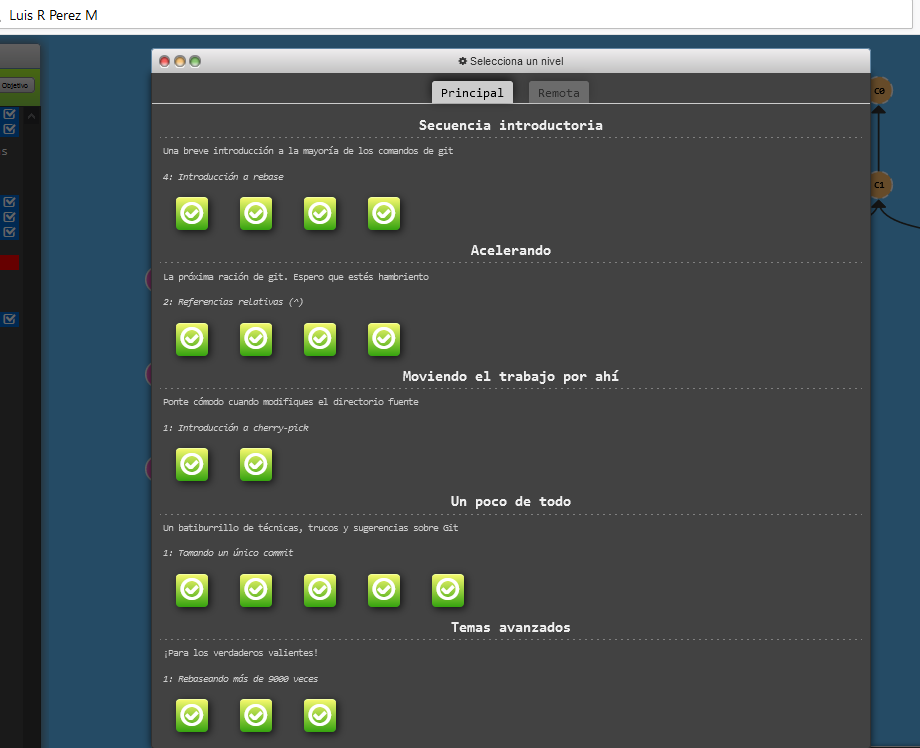 Luis R Perez M
Selecciona un nivel
Objetivo
Principal
Remota
C0
Secuencia introductoria
Una breve introducción a la mayoría de los comandos de git
s
4: Introducción a rebase
C1
Acelerando
La próxima ración de git. Espero que estés hambriento
2: Referencias relativas (^)
Moviendo el trabajo por ahí
Ponte cómodo cuando modifiques el directorio fuente
1: Introducción a cherry-pick
Un poco de todo
Un batiburrillo de técnicas, trucos y sugerencias sobre Git
1: Tomando un único commit
Temas avanzados
¡Para los verdaderos valientes!
1: Rebaseando más de 9000 veces